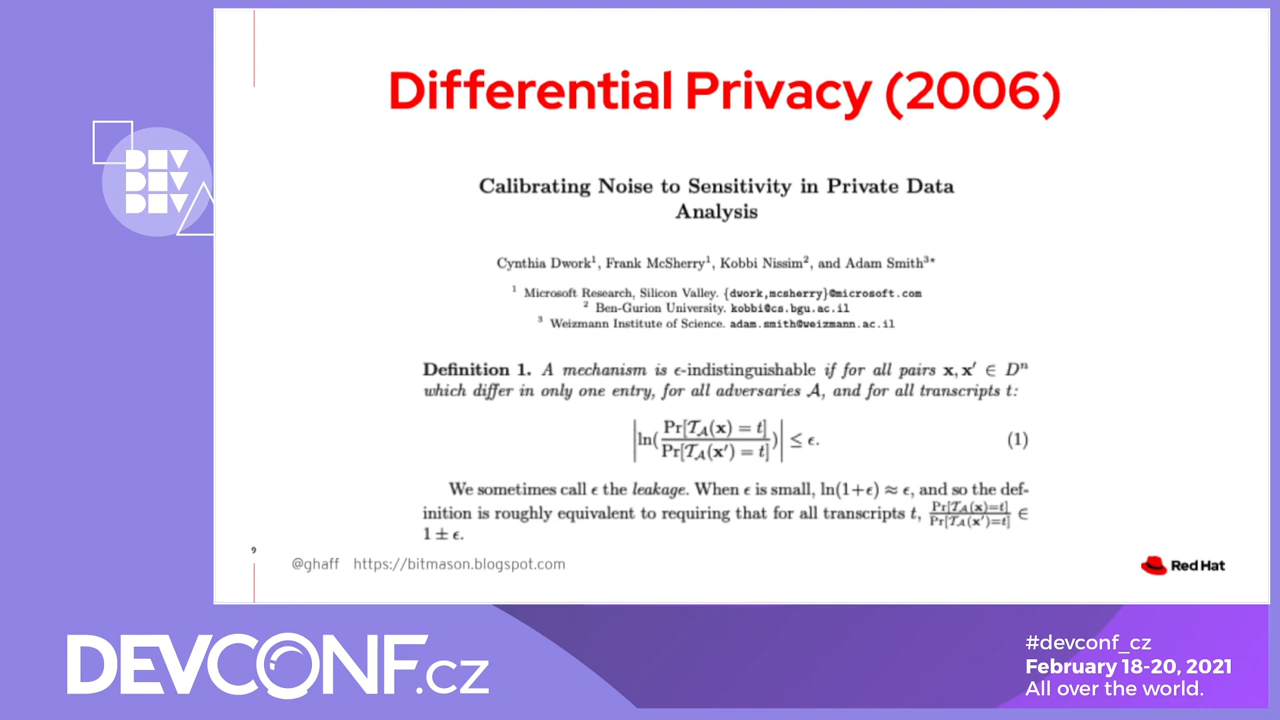 Differential Privacy (2006)
DEV
DEV
DEV
Calibrating Noise to Sensitivity in Private Data
Analysis
Cynthia Dwork¹, Frank McSherry¹, Kobbi Nissim², and Adam Smith³*
¹ Microsoft Research, Silicon Valley. {dwork,mcsherry}@microsoft.com
² Ben-Gurion University. kobbi@cs.bgu.ac.il
³ Weizmann Institute of Science. adam.smith@weizmann.ac.il
Definition 1. A mechanism is ϵ-indistinguishable if for all pairs x, x′ ∈ Dⁿ
which differ in only one entry, for all adversaries A, and for all transcripts t:
|ln(Pr[T_A(x) = t] / Pr[T_A(x′) = t])| ≤ ϵ. (1)
We sometimes call ϵ the leakage. When ϵ is small, ln(1+ϵ) ≈ ϵ, and so the def-
inition is roughly equivalent to requiring that for all transcripts t, Pr[T_A(x)=t] / Pr[T_A(x′)=t] ∈
1 ± ϵ.
9
@ghaff https://bitmason.blogspot.com
Red Hat
DEVCONF.cz
#devconf_cz
February 18-20, 2021
All over the world.